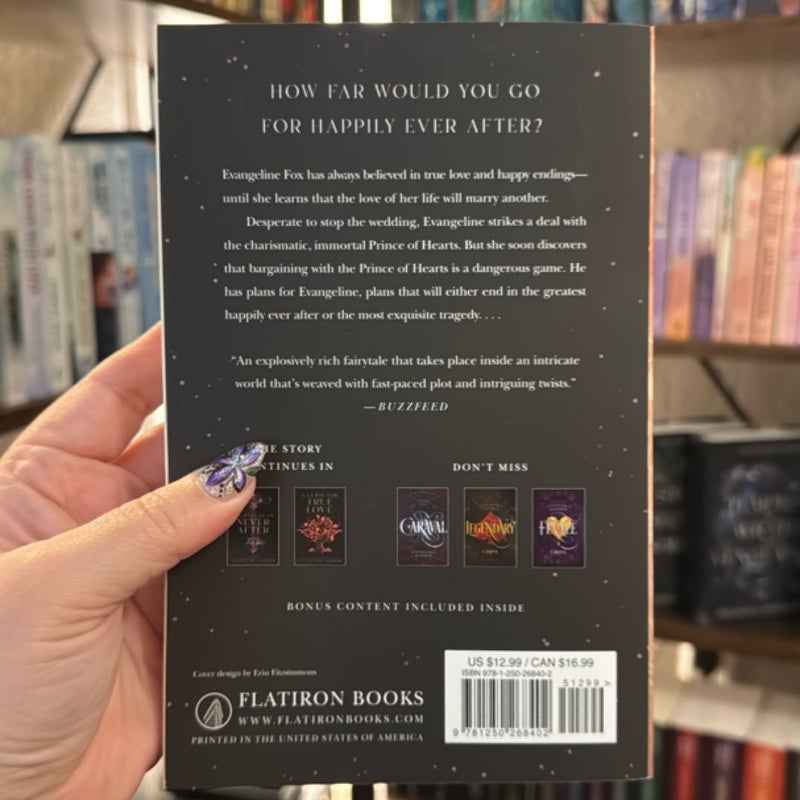 HOW FAR WOULD YOU GO
FOR HAPPILY EVER AFTER?
Evangeline Fox has always believed in true love and happy endings—
until she learns that the love of her life will marry another.
Desperate to stop the wedding, Evangeline strikes a deal with
the charismatic, immortal Prince of Hearts. But she soon discovers
that bargaining with the Prince of Hearts is a dangerous game. He
has plans for Evangeline, plans that will either end in the greatest
happily ever after or the most exquisite tragedy. . . .
“An explosively rich fairytale that takes place inside an intricate
world that’s weaved with fast-paced plot and intriguing twists.”
—BUZZFEED
STORY
IN
NEVER
AFTER
TRUE
LOVE
DON'T MISS
CARAVAL
LEGENDARY
FINALE
BONUS CONTENT INCLUDED INSIDE
Cover design by Erin Fitzsimmons
FLATIRON BOOKS
WWW.FLATIRONBOOKS.COM
PRINTED IN THE UNITED STATES OF AMERICA
US $12.99 / CAN $16.99
ISBN 978-1-250-26840-2
51299 >
9 781250 268402